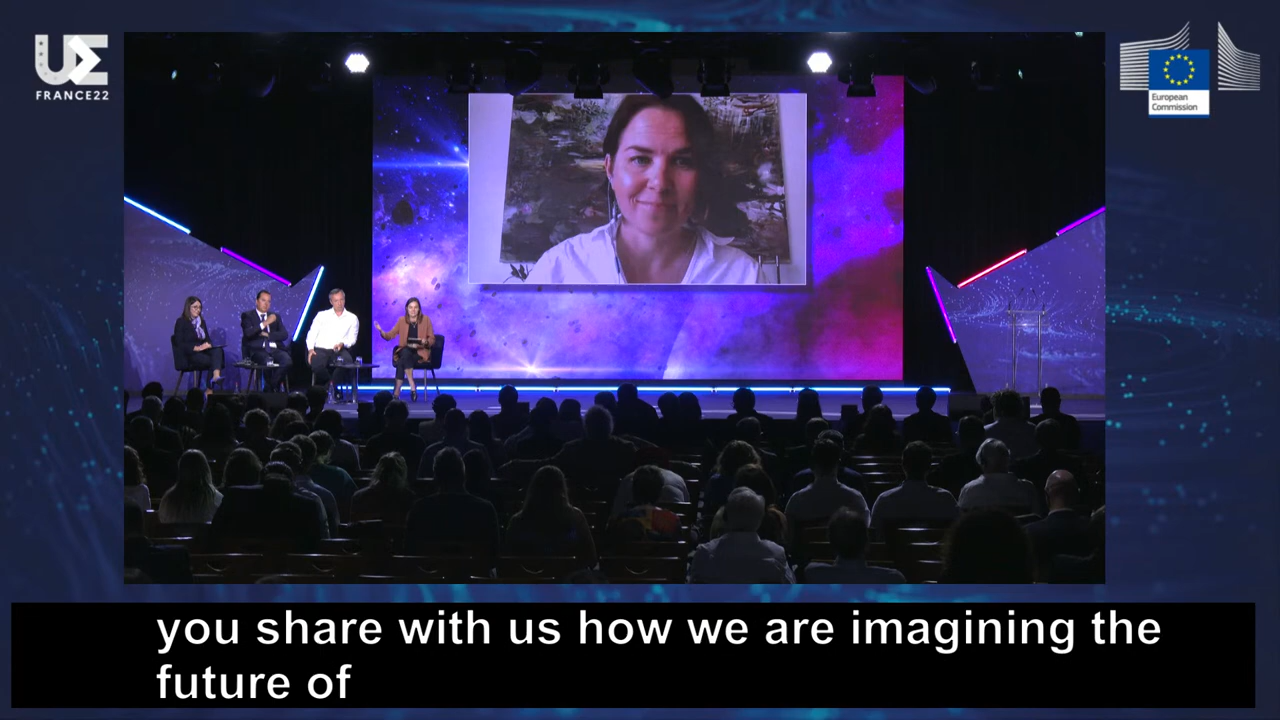 UE
FRANCE22
European
Commission
you share with us how we are imagining the
future of